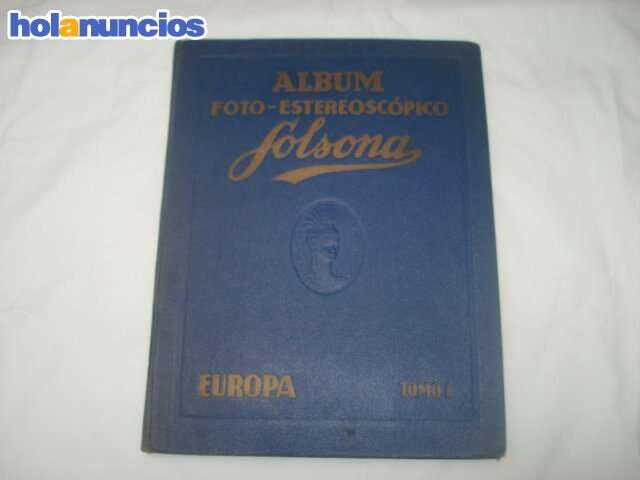 holanuncios
ALBUM
FOTO-ESTEREOSCÓPICO
Solsona
EUROPA
TOMO I